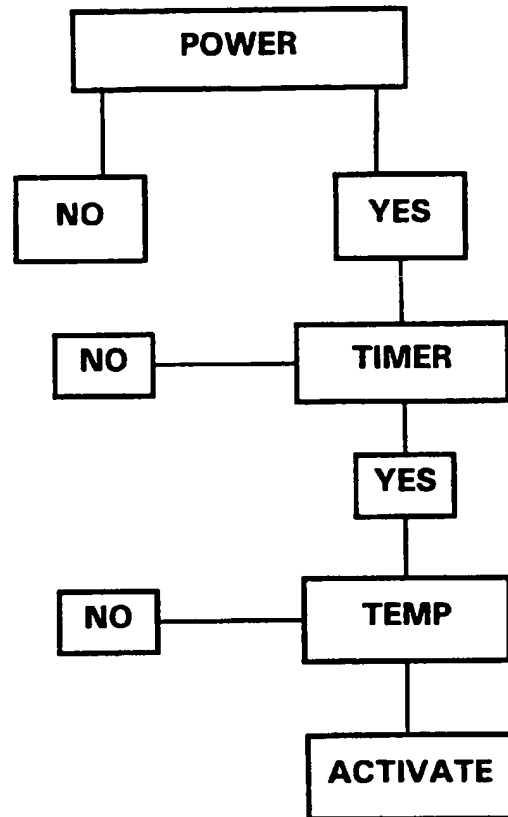 POWER
NO
YES
NO
TIMER
YES
NO
TEMP
ACTIVATE